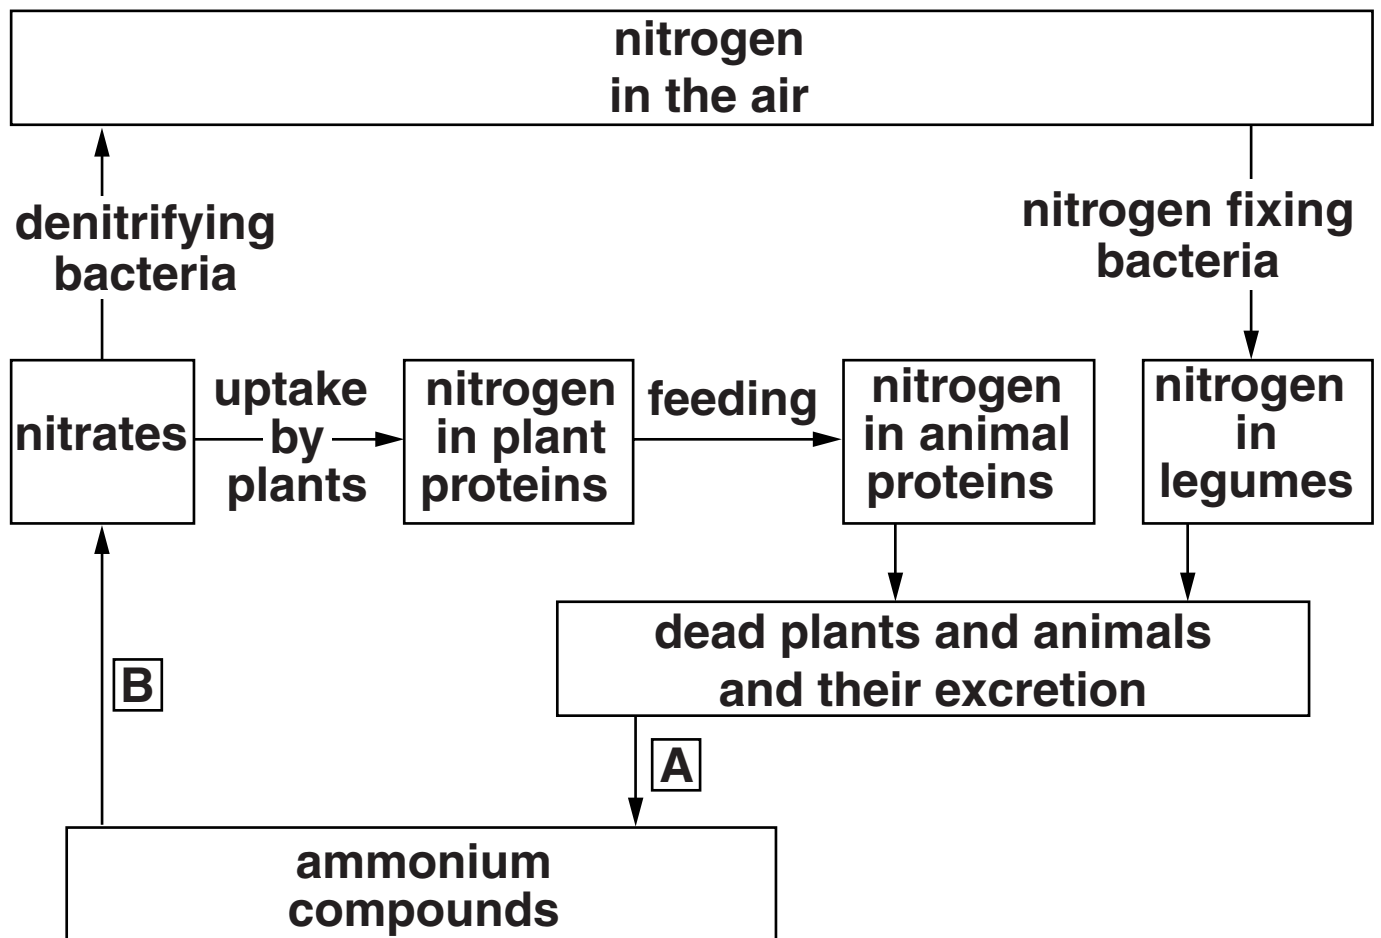 nitrogen
in the air
denitrifying
bacteria
nitrogen fixing
bacteria
nitrates
uptake
by
plants
nitrogen
in plant
proteins
feeding
nitrogen
in animal
proteins
nitrogen
in
legumes
dead plants and animals
and their excretion
B
A
ammonium
compounds